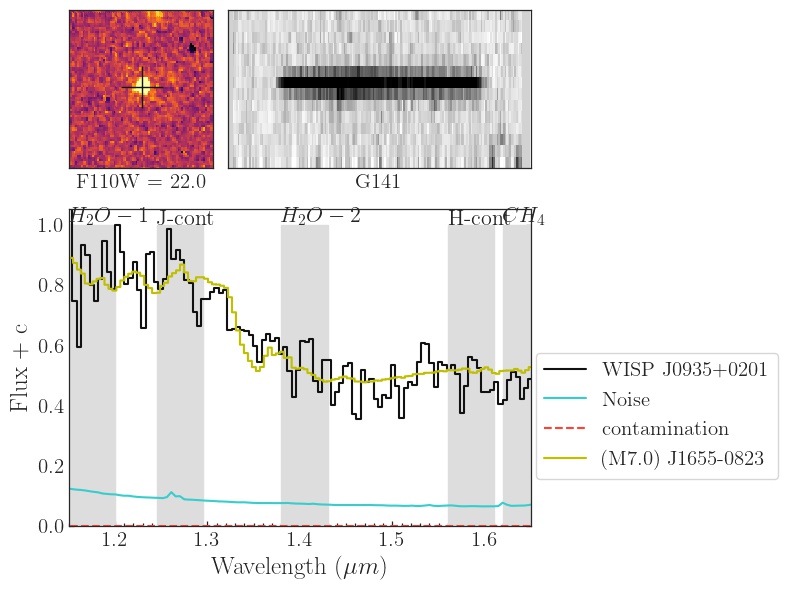 F110W = 22.0
G141
H₂O − 1
J-cont
H₂O − 2
H-cont
CH₄
1.0
0.8
0.6
0.4
0.2
0.0
Flux + c
1.2
1.3
1.4
1.5
1.6
Wavelength (μm)
WISP J0935+0201
Noise
contamination
(M7.0) J1655-0823